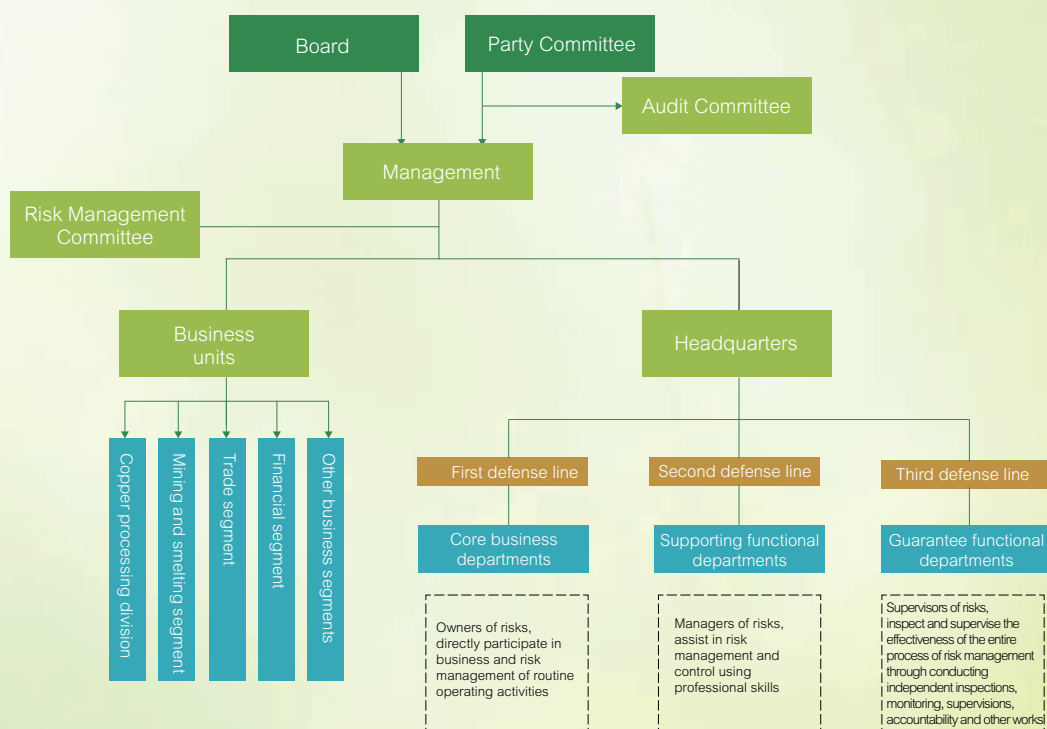 Board
Party Committee
Audit Committee
Management
Risk Management
Committee
Business
units
Headquarters
Copper processing division
Mining and smelting segment
Trade segment
Financial segment
Other business segments
First defense line
Second defense line
Third defense line
Core business
departments
Supporting functional
departments
Guarantee functional
departments
Owners of risks,
directly participate in
business and risk
management of routine
operating activities
Managers of risks,
assist in risk
management and
control using
professional skills
Supervisors of risks,
inspect and supervise the
effectiveness of the entire
process of risk management
through conducting
independent inspections,
monitoring, supervisions,
accountability and other works